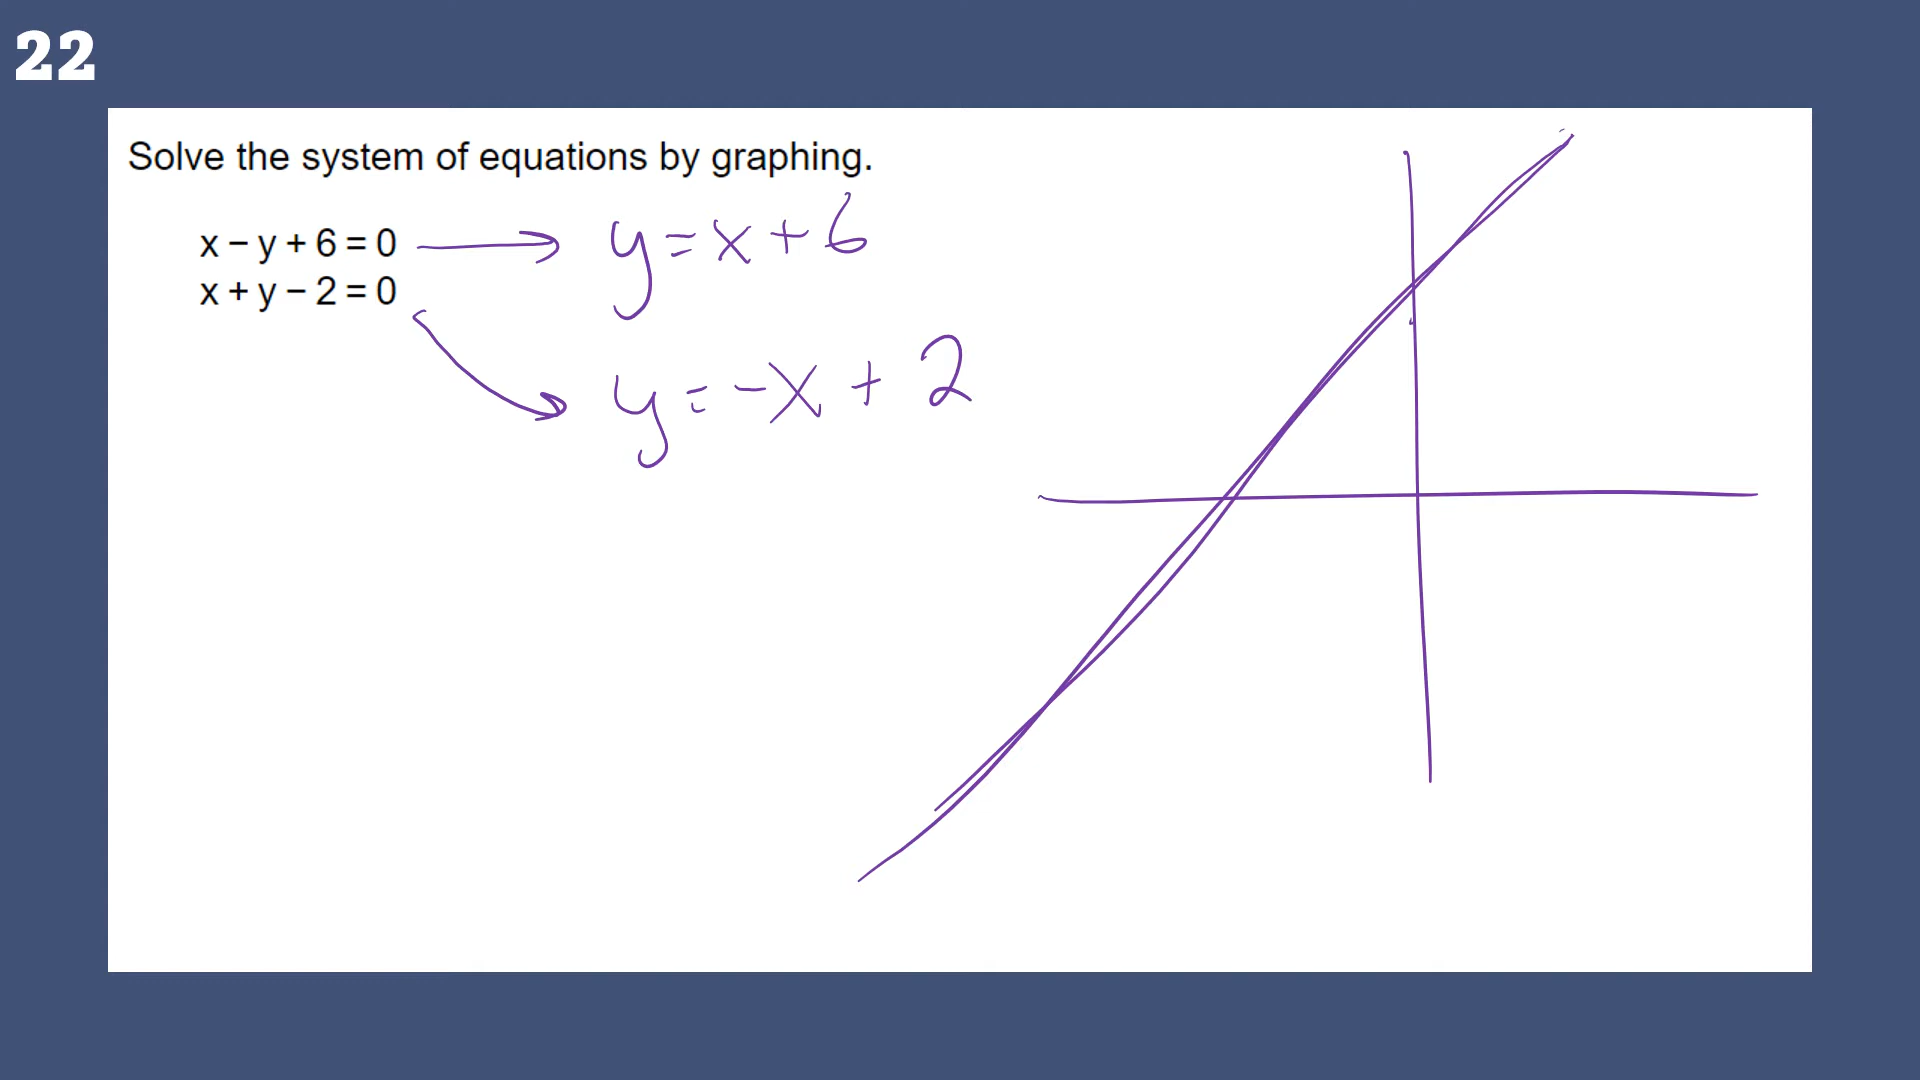 22
Solve the system of equations by graphing.
x − y + 6 = 0 y = x + 6
x + y − 2 = 0
y = -x + 2